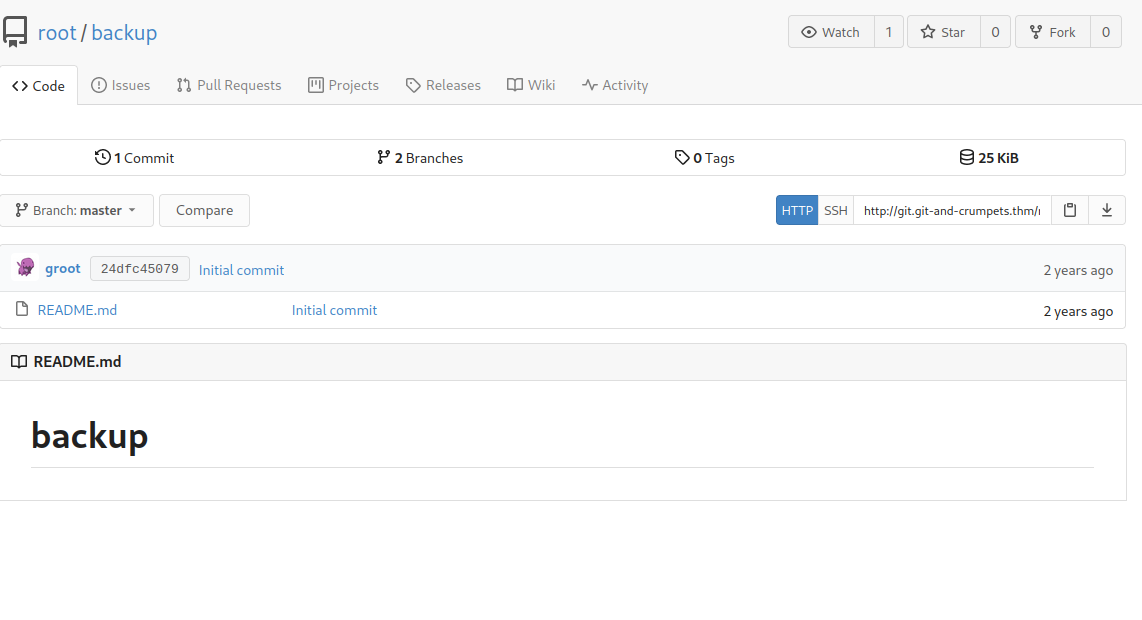 root / backup
Watch 1 Star 0 Fork 0
Code Issues Pull Requests Projects Releases Wiki Activity
1 Commit 2 Branches 0 Tags 25 KiB
Branch: master Compare HTTP SSH http://git.git-and-crumpets.thm/
groot 24dfc45079 Initial commit 2 years ago
README.md Initial commit 2 years ago
README.md
backup